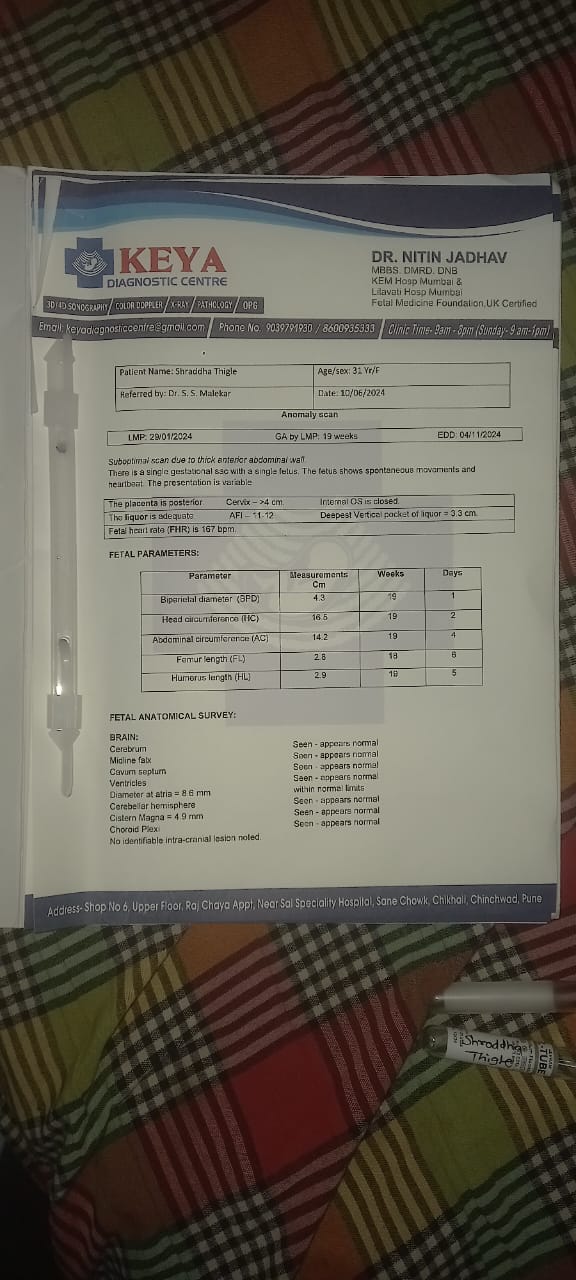 KEYA
DIAGNOSTIC CENTRE
3D/4D SONOGRAPHY / COLOR DOPPLER / X-RAY / PATHOLOGY / OPG
DR. NITIN JADHAV
MBBS. DMRD. DNB
KEM Hosp Mumbai &
Lilavati Hosp Mumbai
Fetal Medicine Foundation,UK Certified
Email: keyadiagnosticcentre@gmail.com / Phone No. 9039791930 / 8600935333 / Clinic Time- 9am - 8pm (Sunday- 9 am-1pm)
Patient Name: Shraddha Thigle Age/sex: 31 Yr/F
Referred by: Dr. S. S. Malekar Date: 10/06/2024
Anomaly scan
LMP: 29/01/2024 GA by LMP: 19 weeks EDD: 04/11/2024
Suboptimal scan due to thick anterior abdominal wall.
There is a single gestational sac with a single fetus. The fetus shows spontaneous movements and
heartbeat. The presentation is variable
The placenta is posterior. Cervix – >4 cm. Internal OS is closed.
The liquor is adequate AFI – 11-12 Deepest Vertical pocket of liquor = 3.3 cm.
Fetal heart rate (FHR) is 167 bpm.
FETAL PARAMETERS:
Parameter Measurements Cm Weeks Days
Biparietal diameter (BPD) 4.3 19 1
Head circumference (HC) 16.5 19 2
Abdominal circumference (AC) 14.2 19 4
Femur length (FL) 2.8 18 6
Humerus length (HL) 2.9 19 5
FETAL ANATOMICAL SURVEY:
BRAIN:
Cerebrum Seen - appears normal
Midline falx Seen - appears normal
Cavum septum Seen - appears normal
Ventricles Seen - appears normal
Diameter at atria = 8.6 mm within normal limits
Cerebellar hemisphere Seen - appears normal
Cistern Magna = 4.9 mm Seen - appears normal
Choroid Plexi Seen - appears normal
No identifiable intra-cranial lesion noted.
Address- Shop No 6, Upper Floor, Raj Chaya Appt, Near Sai Speciality Hospital, Sane Chowk, Chikhali, Chinchwad, Pune
Shraddha
Thigle
TUBE